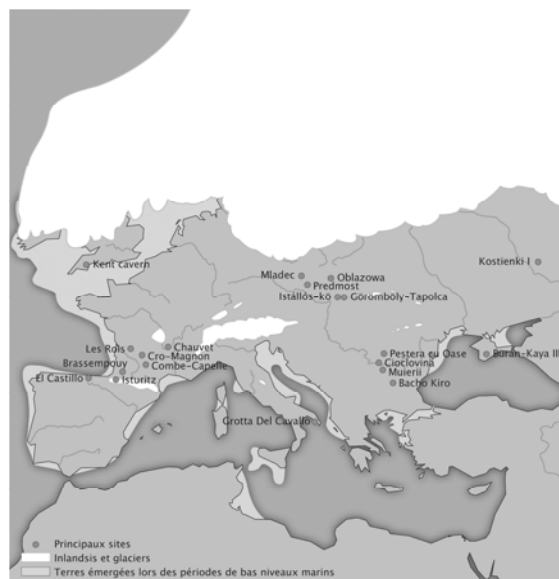 Kent cavern
Kostienki I
Mladec
Oblazowa
Predmost
Istállós-kö
Görömböly-Tapolca
Les Rois
Chauvet
Cro-Magnon
Brassempouy
Combe-Capelle
El Castillo
Isturitz
Pestera cu Oase
Buran-Kaya III
Cioclovina
Muierii
Bacho Kiro
Grotta Del Cavallo
Principaux sites
Inlandsis et glaciers
Terres émergées lors des périodes de bas niveaux marins